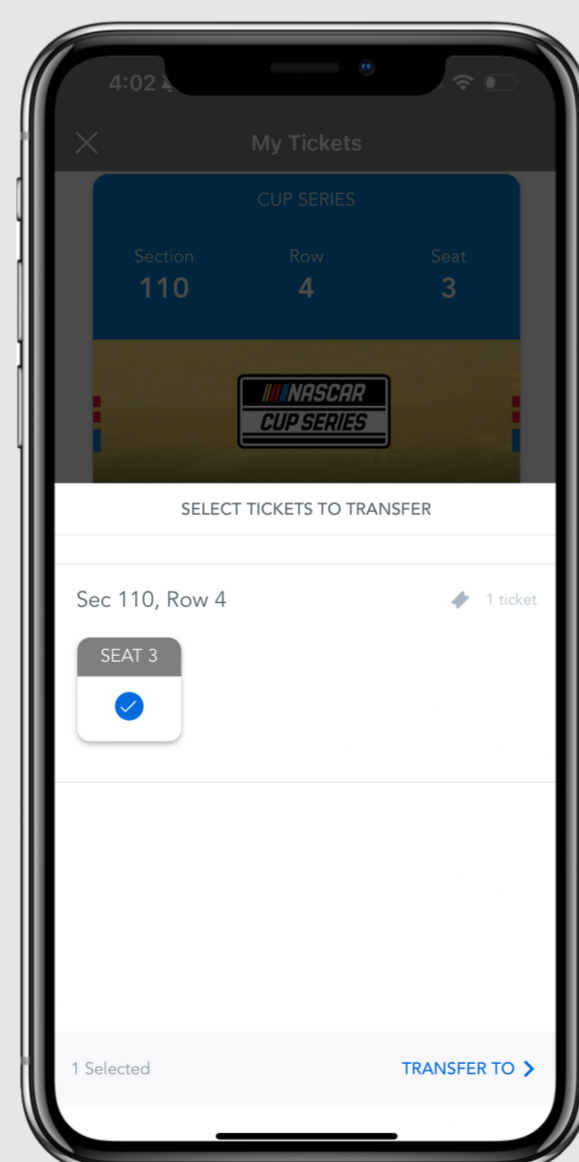 4:02
My Tickets
CUP SERIES
Section Row Seat
110 4 3
NASCAR
CUP SERIES
SELECT TICKETS TO TRANSFER
Sec 110, Row 4 1 ticket
SEAT 3
1 Selected TRANSFER TO